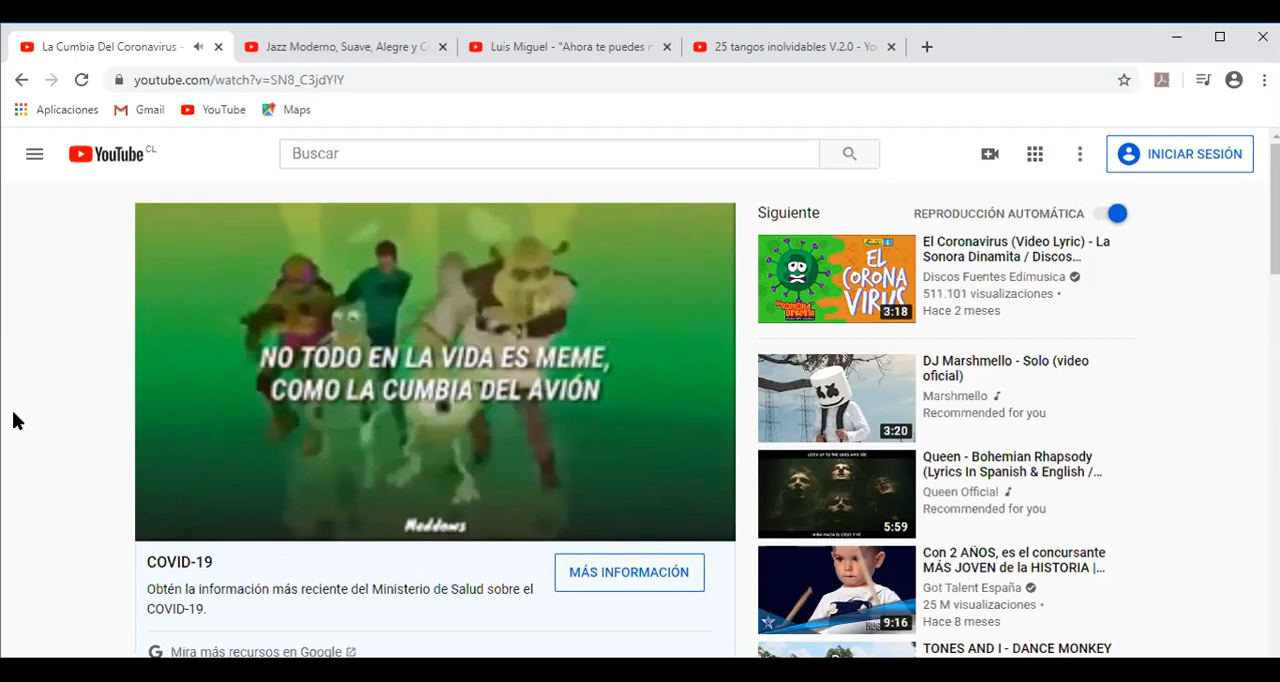 La Cumbia Del Coronavirus -
Jazz Moderno, Suave, Alegre y C
Luis Miguel - "Ahora te puedes m
25 tangos inolvidables V.2.0 - Yo
youtube.com/watch?v=SN8_C3jdYIY
Aplicaciones
Gmail
YouTube
Maps
YouTube CL
Buscar
INICIAR SESIÓN
NO TODO EN LA VIDA ES MEME,
COMO LA CUMBIA DEL AVIÓN
Meddows
COVID-19
Obtén la información más reciente del Ministerio de Salud sobre el
COVID-19.
MÁS INFORMACIÓN
Mira más recursos en Google
Siguiente
REPRODUCCIÓN AUTOMÁTICA
EL
CORONA
VIRUS
3:18
El Coronavirus (Video Lyric) - La
Sonora Dinamita / Discos...
Discos Fuentes Edimusica
511.101 visualizaciones •
Hace 2 meses
3:20
DJ Marshmello - Solo (video
oficial)
Marshmello
Recommended for you
5:59
Queen - Bohemian Rhapsody
(Lyrics In Spanish & English /...
Queen Official
Recommended for you
9:16
Con 2 AÑOS, es el concursante
MÁS JOVEN de la HISTORIA |...
Got Talent España
25 M visualizaciones •
Hace 8 meses
TONES AND I - DANCE MONKEY